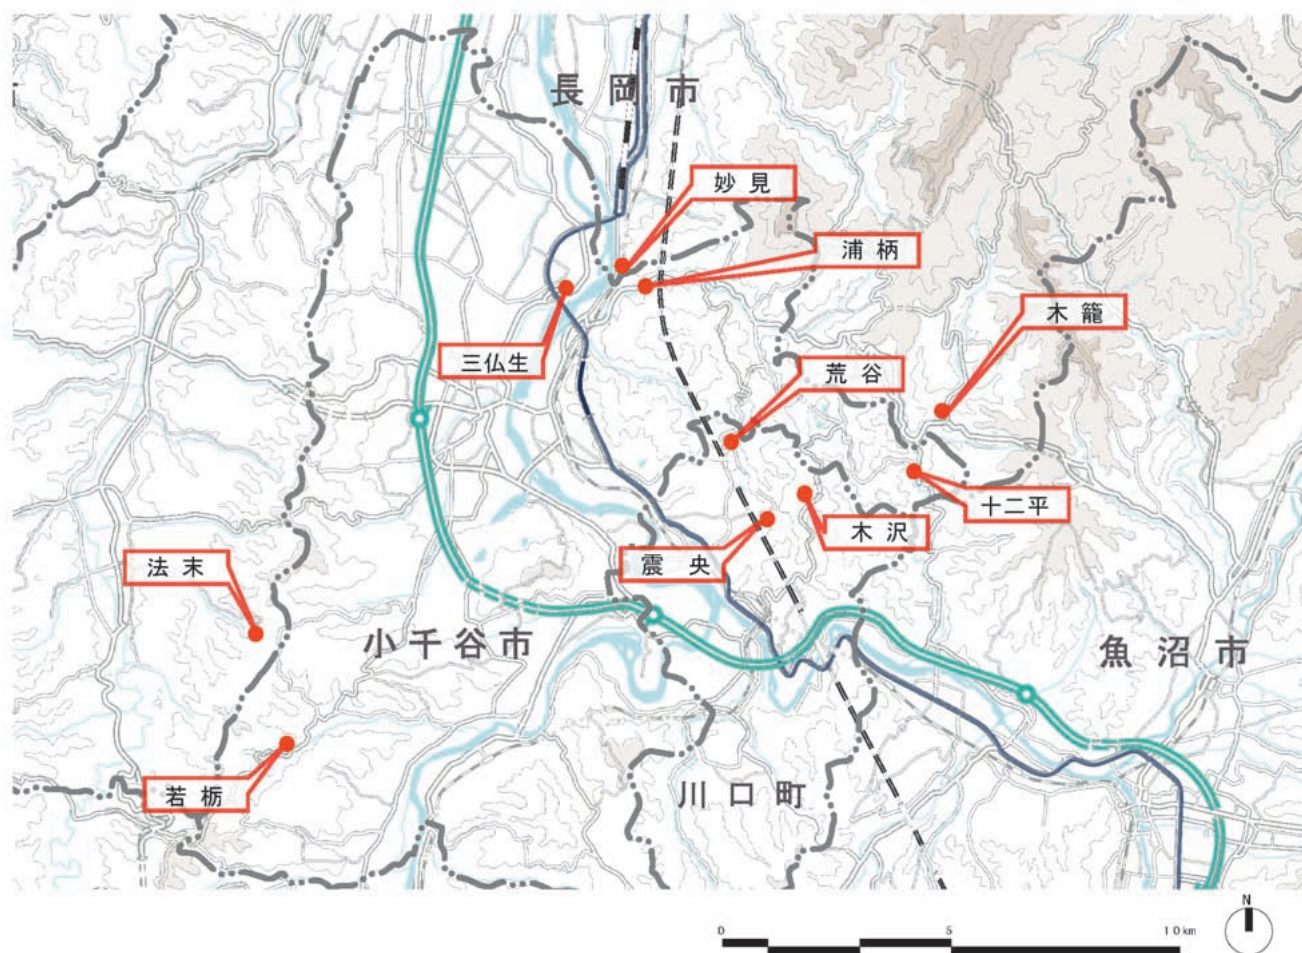 長岡市
妙見
浦柄
木籠
三仏生
荒谷
十二平
木沢
震央
法末
小千谷市
魚沼市
若栃
川口町
N
0
5
10km